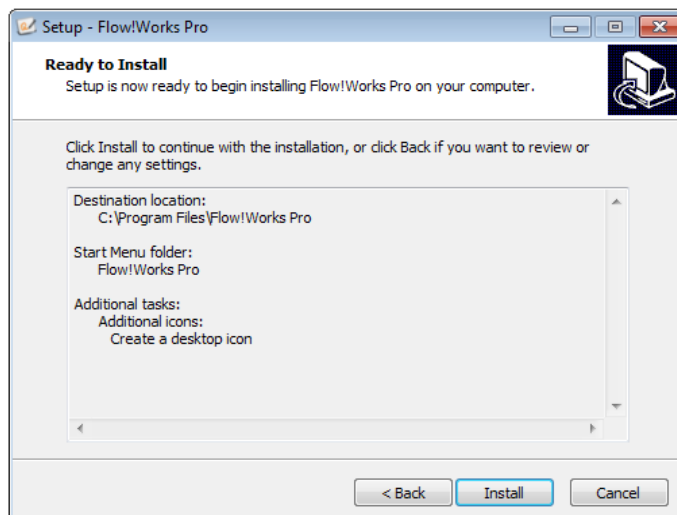 Setup - Flow!Works Pro
Ready to Install
Setup is now ready to begin installing Flow!Works Pro on your computer.
Click Install to continue with the installation, or click Back if you want to review or
change any settings.
Destination location:
C:\Program Files\Flow!Works Pro
Start Menu folder:
Flow!Works Pro
Additional tasks:
Additional icons:
Create a desktop icon
< Back
Install
Cancel